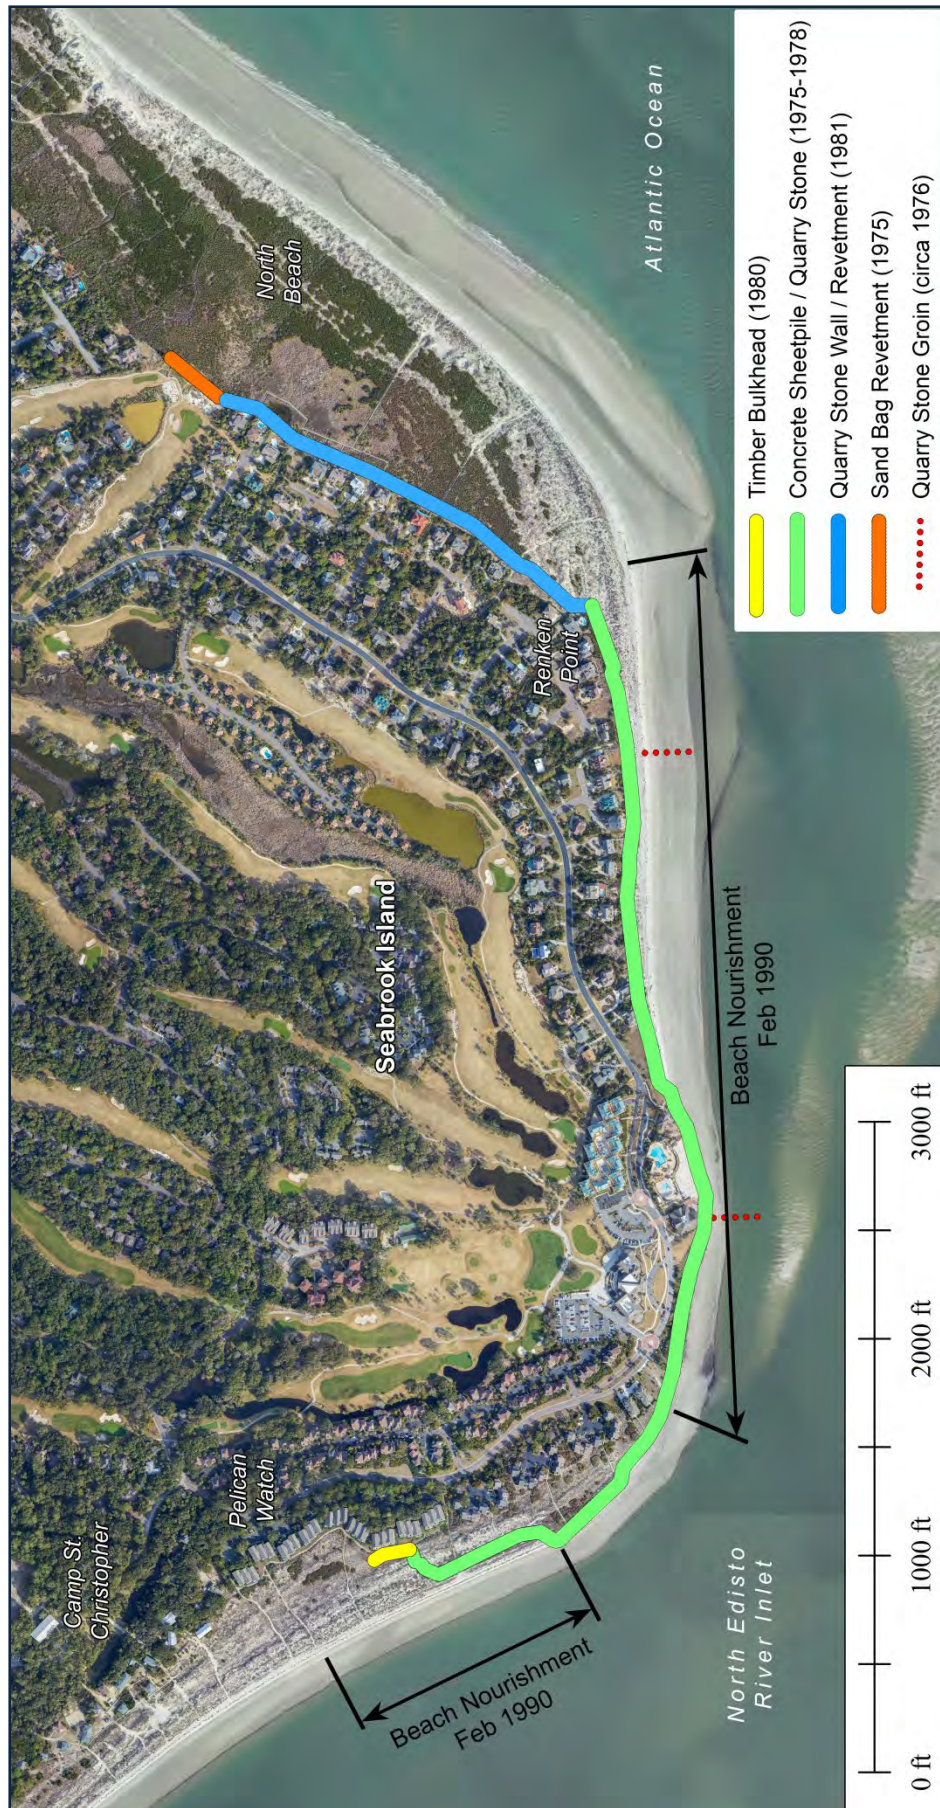 Camp St.
Christopher
Pelican
Watch
Seabrook Island
North
Beach
Renken
Point
Atlantic Ocean
Beach Nourishment
Feb 1990
Beach Nourishment
Feb 1990
North Edisto
River Inlet
0 ft
1000 ft
2000 ft
3000 ft
Timber Bulkhead (1980)
Concrete Sheetpile / Quarry Stone (1975-1978)
Quarry Stone Wall / Revetment (1981)
Sand Bag Revetment (1975)
Quarry Stone Groin (circa 1976)